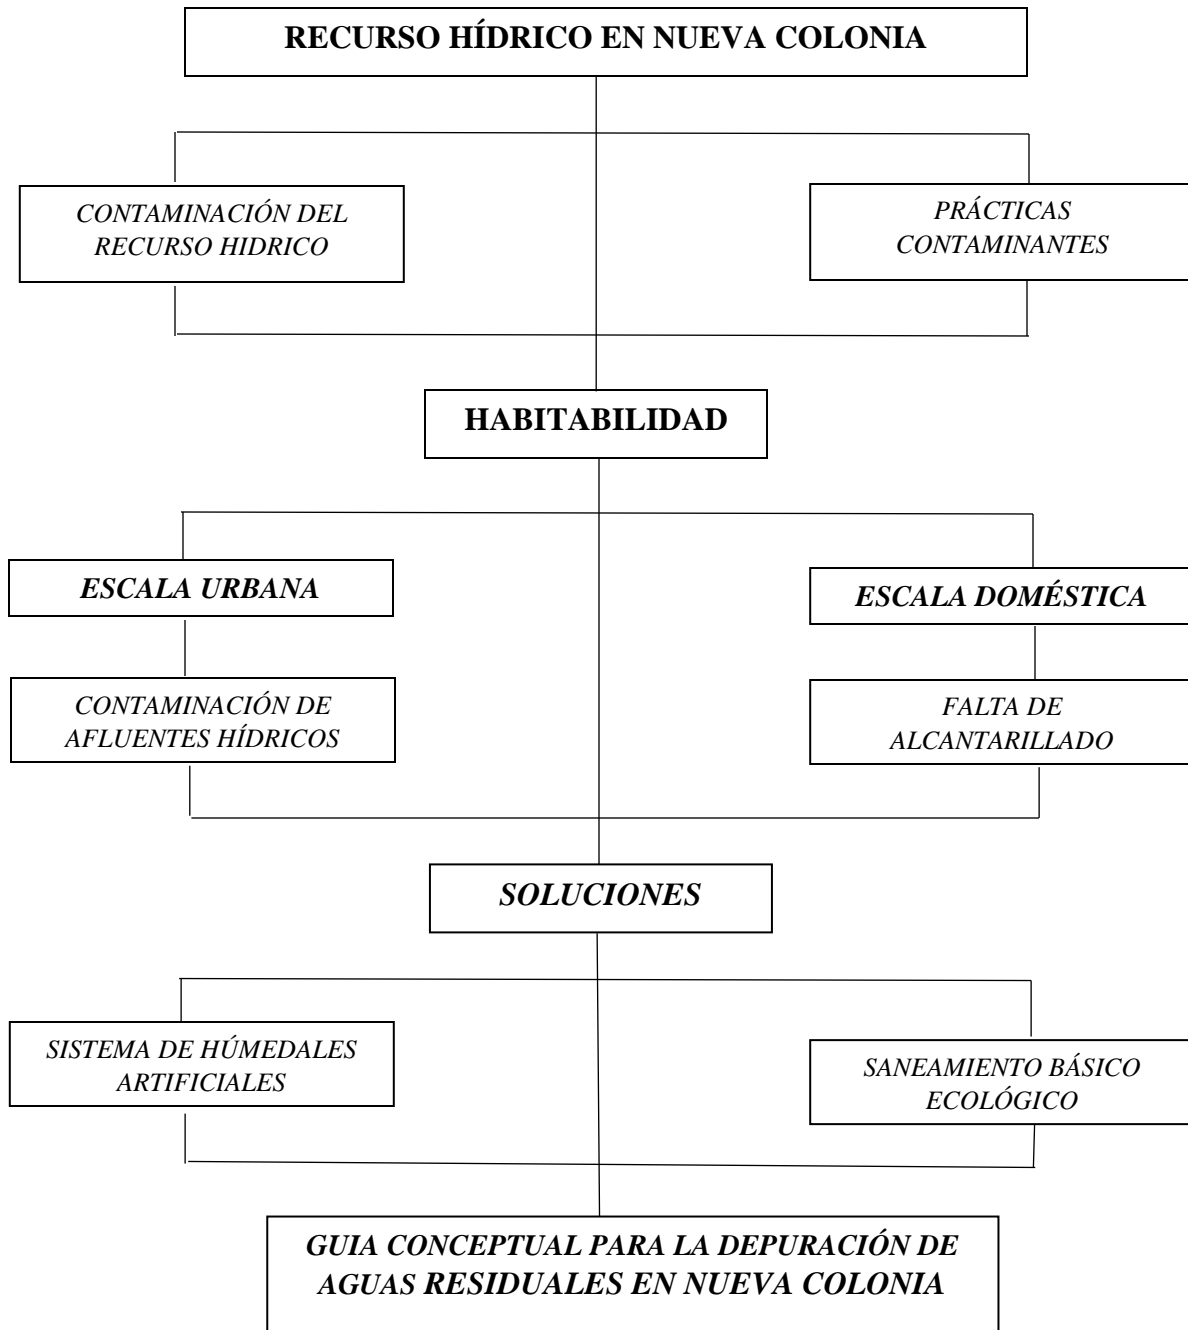 RECURSO HÍDRICO EN NUEVA COLONIA
CONTAMINACIÓN DEL
RECURSO HIDRICO
PRÁCTICAS
CONTAMINANTES
HABITABILIDAD
ESCALA URBANA
ESCALA DOMÉSTICA
CONTAMINACIÓN DE
AFLUENTES HÍDRICOS
FALTA DE
ALCANTARILLADO
SOLUCIONES
SISTEMA DE HÚMEDALES
ARTIFICIALES
SANEAMIENTO BÁSICO
ECOLÓGICO
GUIA CONCEPTUAL PARA LA DEPURACIÓN DE
AGUAS RESIDUALES EN NUEVA COLONIA